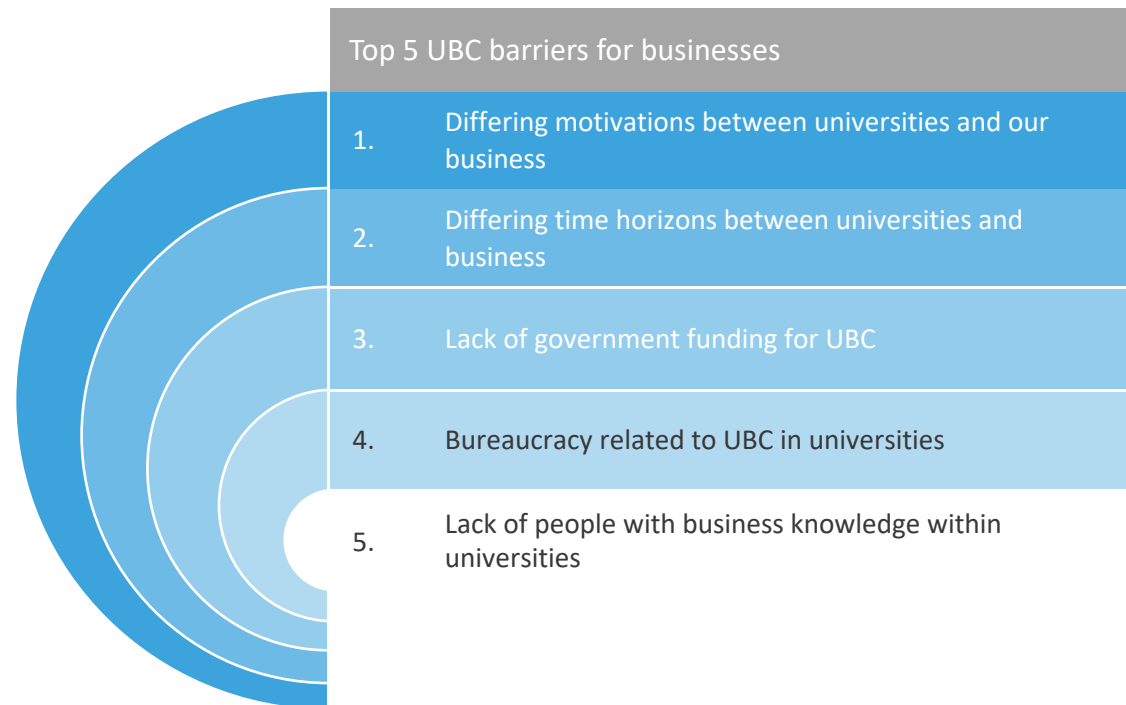 Top 5 UBC barriers for businesses
1.
Differing motivations between universities and our
business
2.
Differing time horizons between universities and
business
3.
Lack of government funding for UBC
4.
Bureaucracy related to UBC in universities
5.
Lack of people with business knowledge within
universities